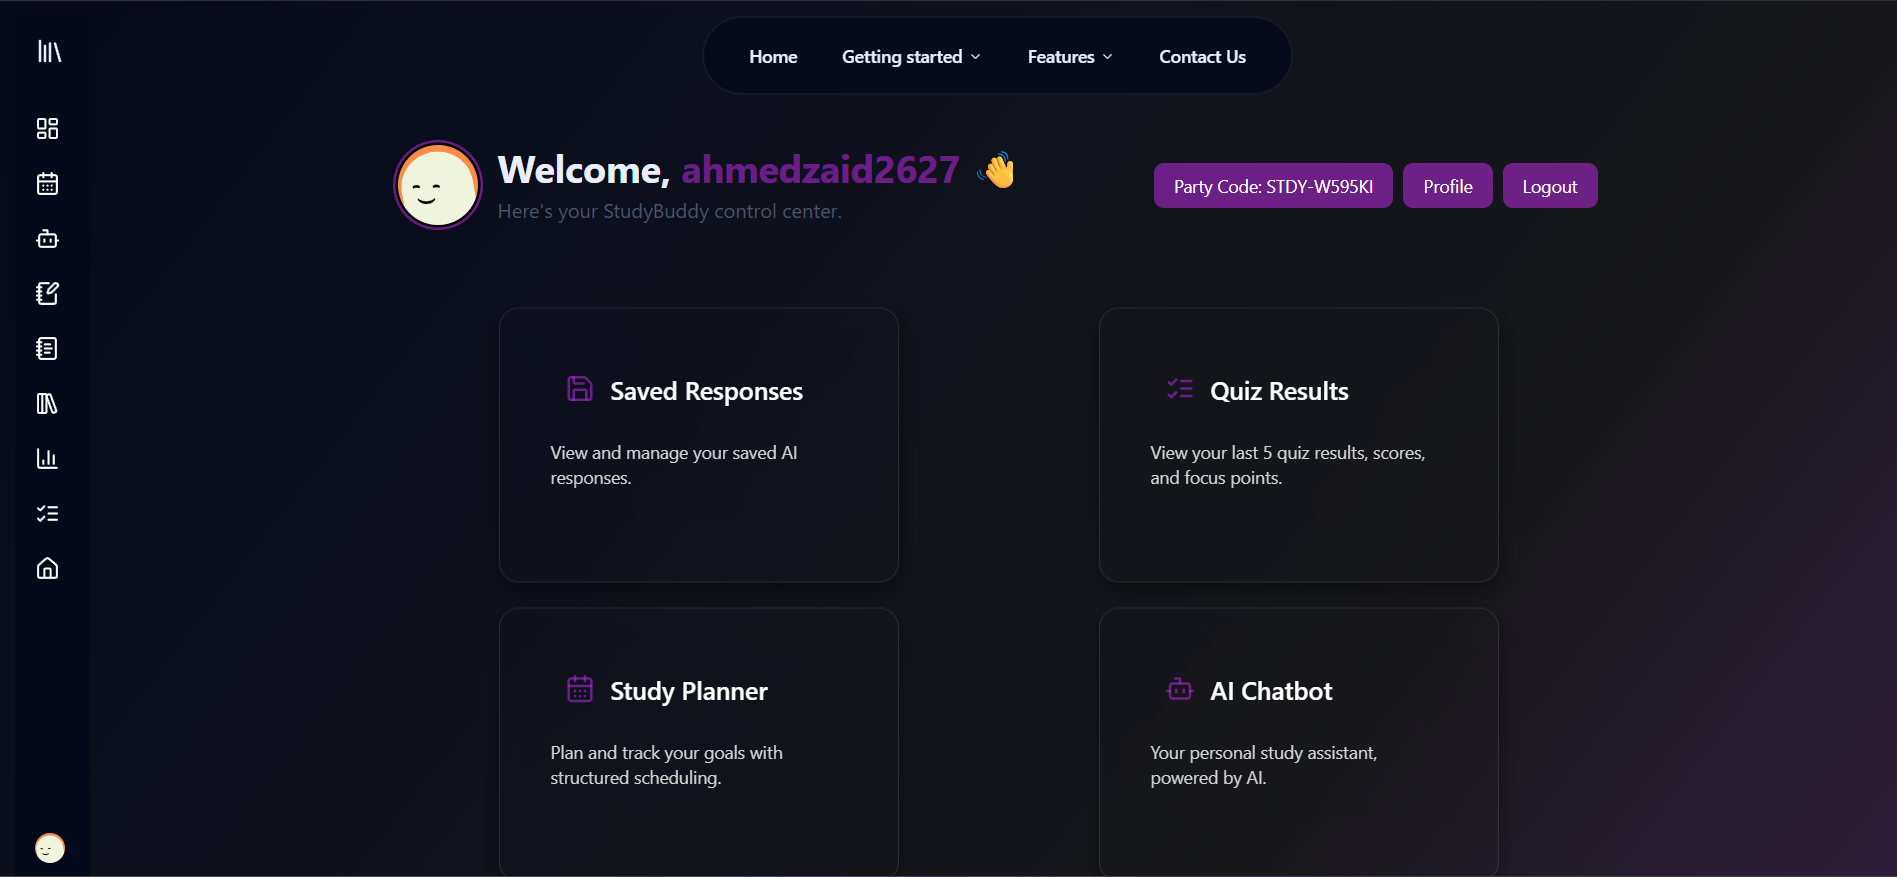 Home Getting started Features Contact Us
Welcome, ahmedzaid2627
Here's your StudyBuddy control center.
Party Code: STDY-W595KI
Profile
Logout
Saved Responses
View and manage your saved AI
responses.
Quiz Results
View your last 5 quiz results, scores,
and focus points.
Study Planner
Plan and track your goals with
structured scheduling.
AI Chatbot
Your personal study assistant,
powered by AI.